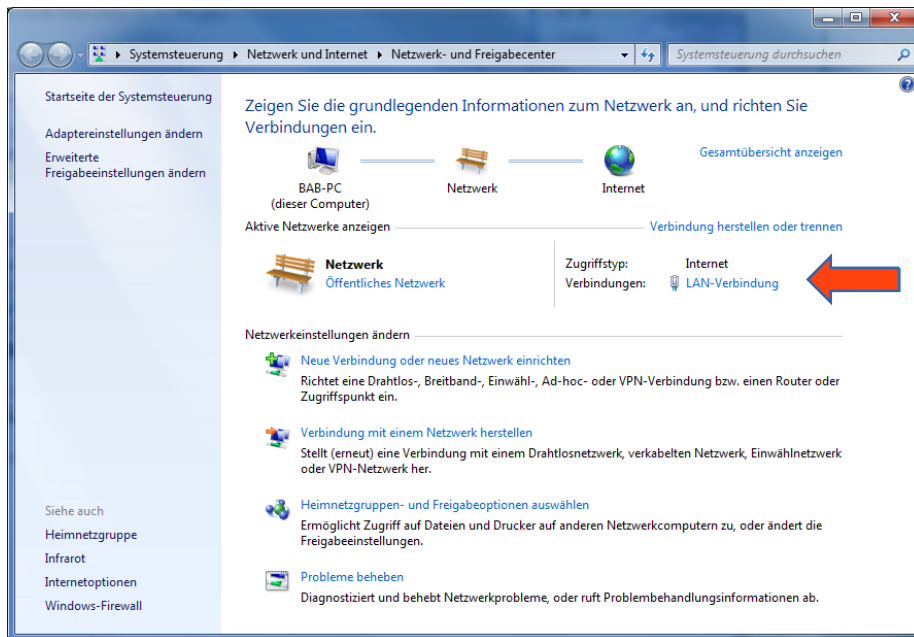 Systemsteuerung ▸ Netzwerk und Internet ▸ Netzwerk- und Freigabecenter
Systemsteuerung durchsuchen
Startseite der Systemsteuerung
Adaptereinstellungen ändern
Erweiterte
Freigabeeinstellungen ändern
Zeigen Sie die grundlegenden Informationen zum Netzwerk an, und richten Sie
Verbindungen ein.
Gesamtübersicht anzeigen
BAB-PC
(dieser Computer)
Netzwerk
Internet
Aktive Netzwerke anzeigen
Verbindung herstellen oder trennen
Netzwerk
Öffentliches Netzwerk
Zugriffstyp: Internet
Verbindungen: LAN-Verbindung
Netzwerkeinstellungen ändern
Neue Verbindung oder neues Netzwerk einrichten
Richtet eine Drahtlos-, Breitband-, Einwähl-, Ad-hoc- oder VPN-Verbindung bzw. einen Router oder
Zugriffspunkt ein.
Verbindung mit einem Netzwerk herstellen
Stellt (erneut) eine Verbindung mit einem Drahtlosnetzwerk, verkabelten Netzwerk, Einwählnetzwerk
oder VPN-Netzwerk her.
Heimnetzgruppen- und Freigabeoptionen auswählen
Ermöglicht Zugriff auf Dateien und Drucker auf anderen Netzwerkcomputern zu, oder ändert die
Freigabeeinstellungen.
Probleme beheben
Diagnostiziert und behebt Netzwerkprobleme, oder ruft Problembehandlungsinformationen ab.
Siehe auch
Heimnetzgruppe
Infrarot
Internetoptionen
Windows-Firewall